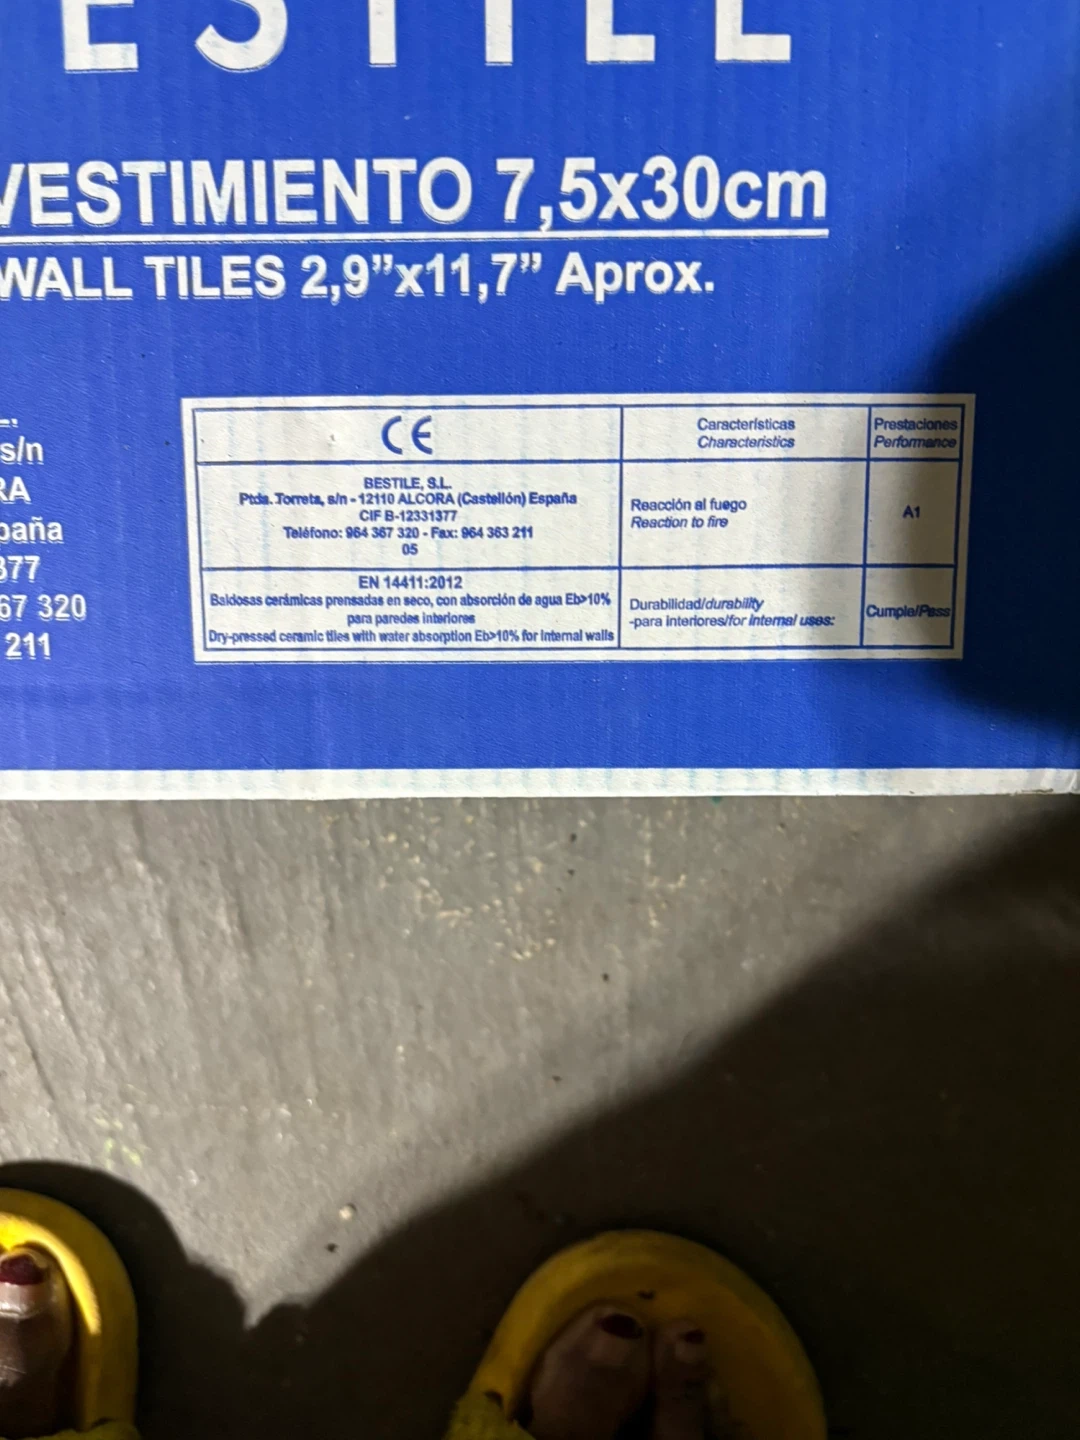 ESTILE
VESTIMIENTO 7,5x30cm
WALL TILES 2,9”x11,7” Aprox.
s/n
RA
paña
377
67 320
211
CE
Características
Characteristics
Prestaciones
Performance
BESTILE, S.L.
Ptda. Torreta, s/n - 12110 ALCORA (Castellón) España
CIF B-12331377
Teléfono: 964 367 320 - Fax: 964 363 211
05
Reacción al fuego
Reaction to fire
A1
EN 14411:2012
Baldosas cerámicas prensadas en seco, con absorción de agua Eb>10%
para paredes interiores
Dry-pressed ceramic tiles with water absorption Eb>10% for internal walls
Durabilidad/durability
-para interiores/for internal uses:
Cumple/Pass